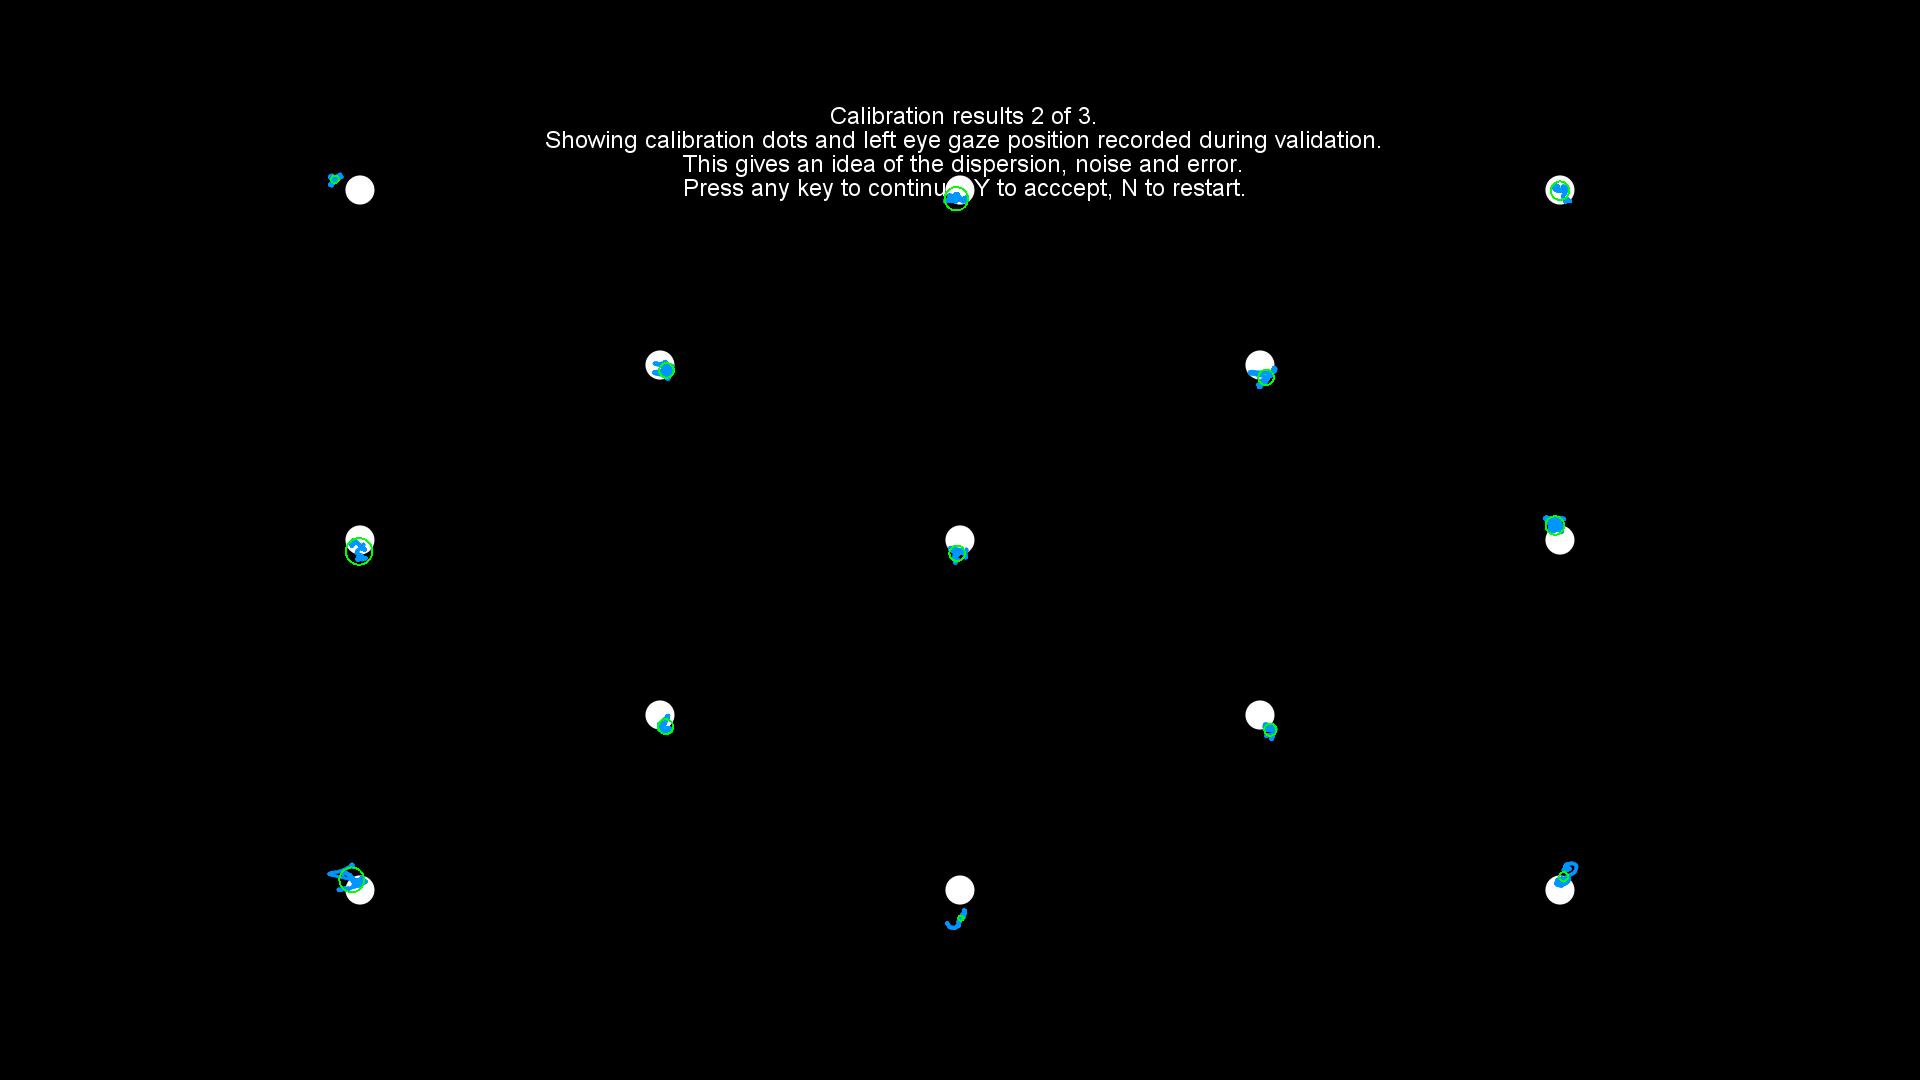 Calibration results 2 of 3.
Showing calibration dots and left eye gaze position recorded during validation.
This gives an idea of the dispersion, noise and error.
Press any key to continu Y to acccept, N to restart.